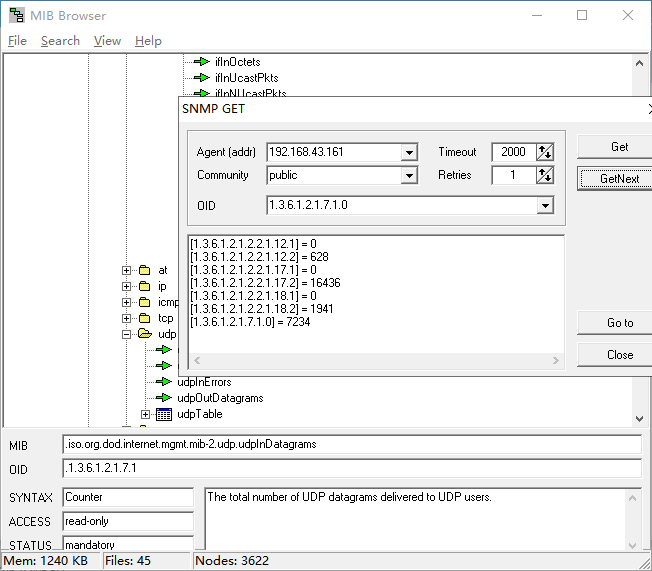 MIB Browser
File Search View Help
ifInOctets
ifInUcastPkts
ifInNUcastPkts
SNMP GET
Agent (addr) 192.168.43.161 Timeout 2000 Get
Community public Retries 1 GetNext
OID 1.3.6.1.2.1.7.1.0
[1.3.6.1.2.1.2.2.1.12.1] = 0
[1.3.6.1.2.1.2.2.1.12.2] = 628
[1.3.6.1.2.1.2.2.1.17.1] = 0
[1.3.6.1.2.1.2.2.1.17.2] = 16436
[1.3.6.1.2.1.2.2.1.18.1] = 0
[1.3.6.1.2.1.2.2.1.18.2] = 1941
[1.3.6.1.2.1.7.1.0] = 7234
Go to
Close
at
ip
icmp
tcp
udp
udpInErrors
udpOutDatagrams
udpTable
MIB .iso.org.dod.internet.mgmt.mib-2.udp.udpInDatagrams
OID .1.3.6.1.2.1.7.1
SYNTAX Counter The total number of UDP datagrams delivered to UDP users.
ACCESS read-only
STATUS mandatory
Mem: 1240 KB Files: 45 Nodes: 3622